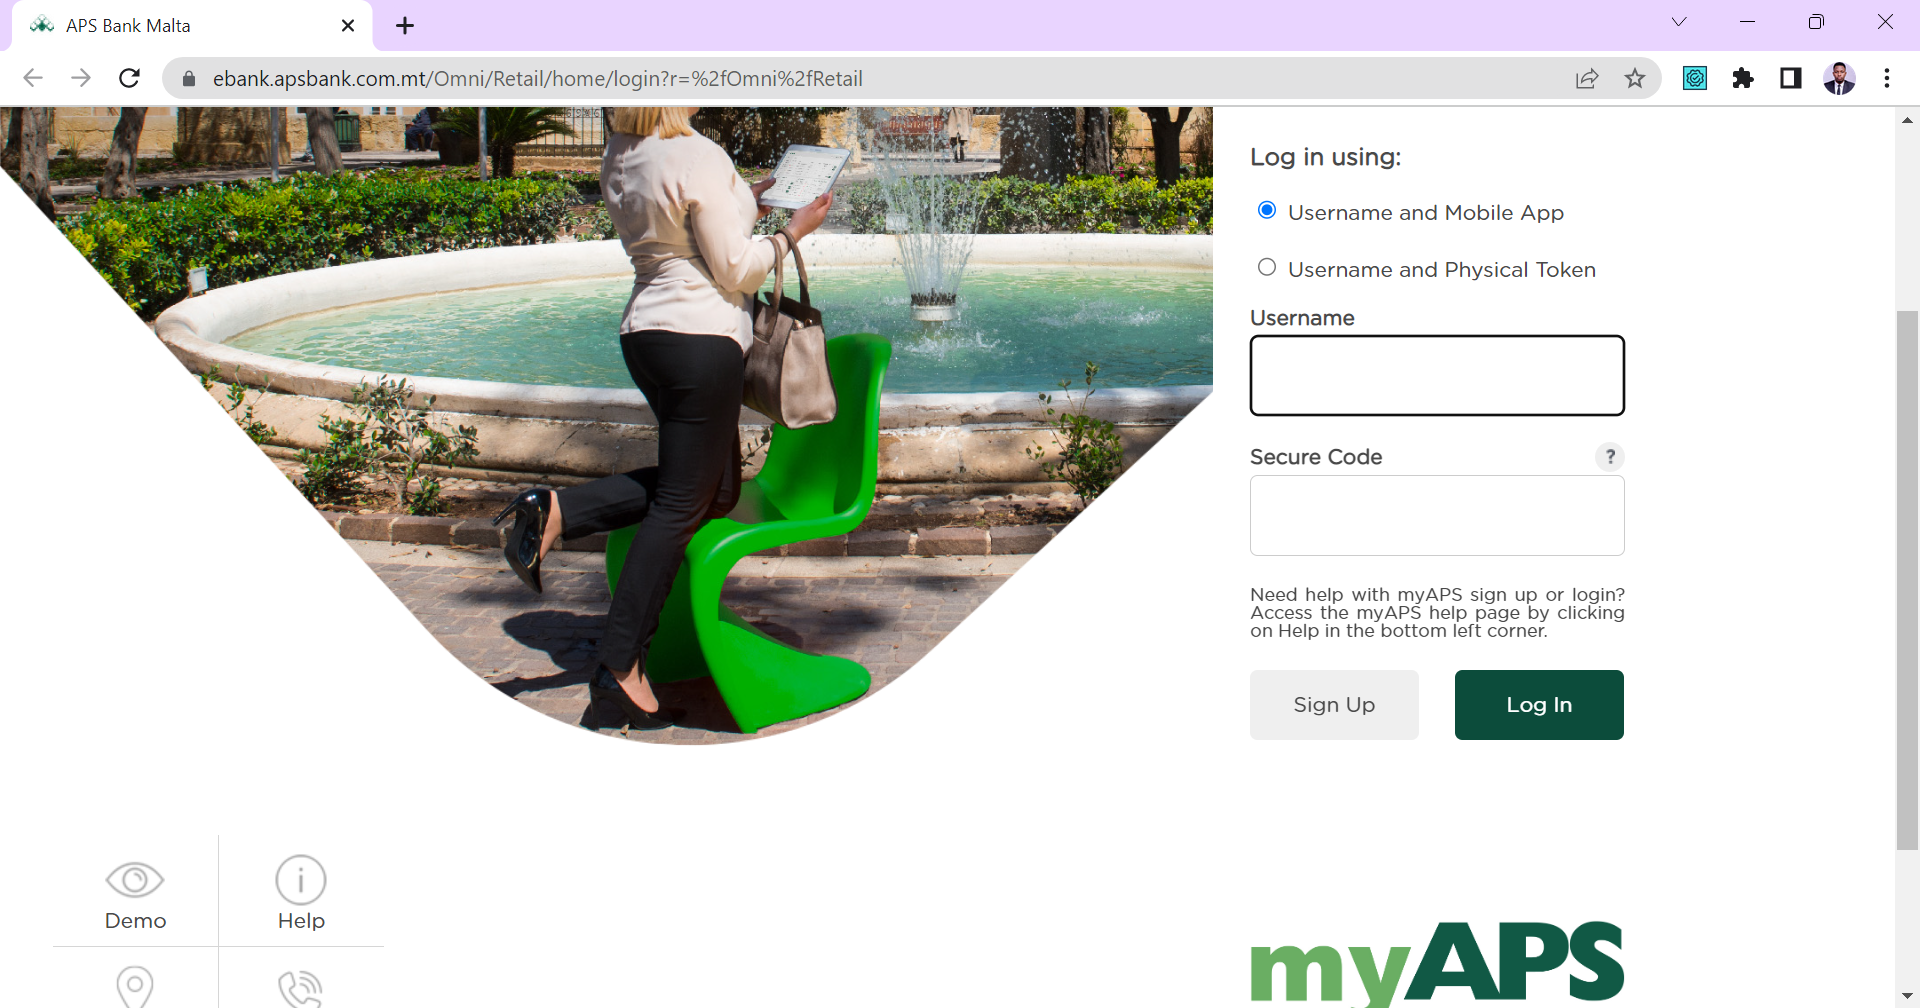 APS Bank Malta
ebank.apsbank.com.mt/Omni/Retail/home/login?r=%2fOmni%2fRetail
Log in using:
Username and Mobile App
Username and Physical Token
Username
Secure Code
?
Need help with myAPS sign up or login?
Access the myAPS help page by clicking
on Help in the bottom left corner.
Sign Up
Log In
Demo
Help
myAPS